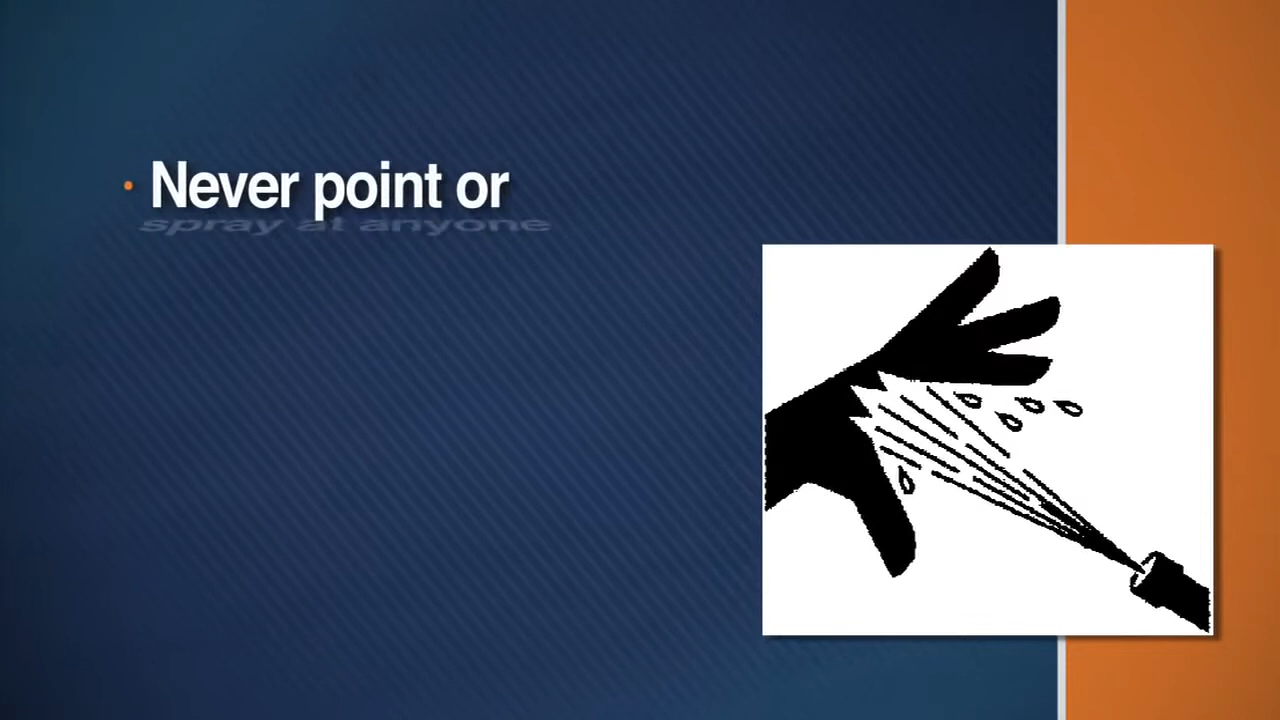 • Never point or
spray at anyone